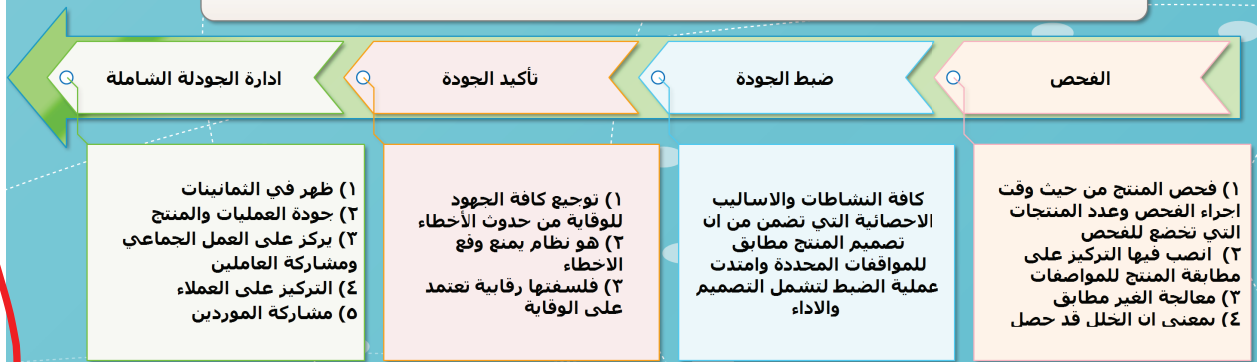 الفحص
ضبط الجودة
تأكيد الجودة
ادارة الجودلة الشاملة
١) فحص المنتج من حيث وقت
اجراء الفحص وعدد المنتجات
التي تخضع للفحص
٢) انصب فيها التركيز على
مطابقة المنتج للمواصفات
٣) معالجة الغير مطابق
٤) بمعنى ان الخلل قد حصل
كافة النشاطات والاساليب
الاحصائية التي تضمن من ان
تصميم المنتج مطابق
للمواقفات المحددة وامتدت
عملية الضبط لتشمل التصميم
والاداء
١) توجيع كافة الجهود
للوقاية من حدوث الأخطاء
٢) هو نظام يمنع وقع
الاخطاء
٣) فلسفتها رقابية تعتمد
على الوقاية
١) ظهر في الثمانينات
٢) جودة العمليات والمنتج
٣) يركز على العمل الجماعي
ومشاركة العاملين
٤) التركيز على العملاء
٥) مشاركة الموردين